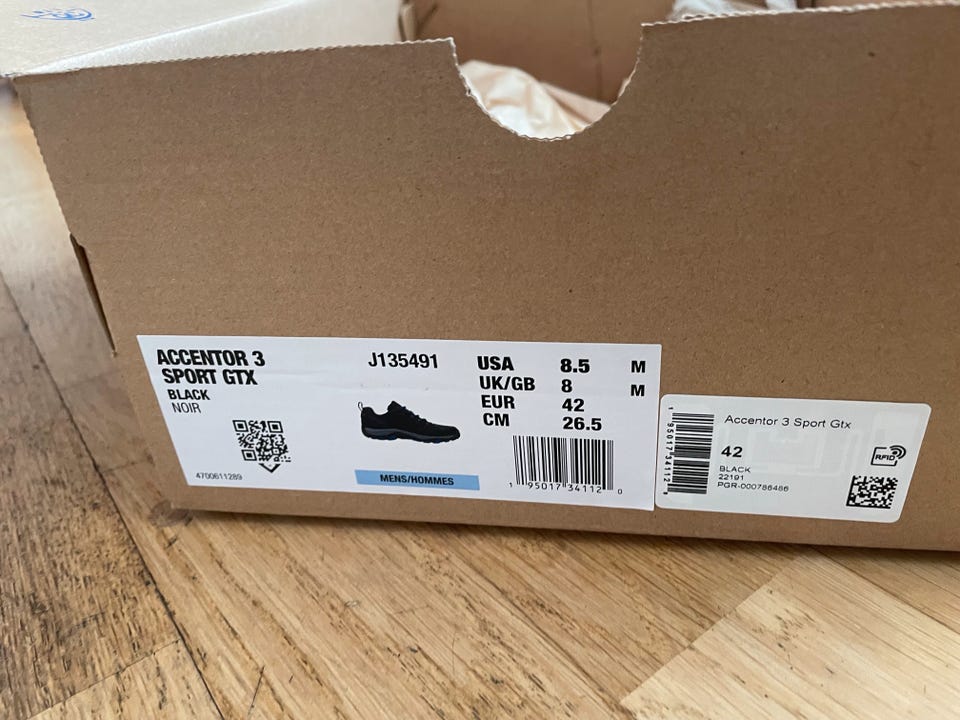 ACCENTOR 3
SPORT GTX
BLACK
NOIR
4700611289
J135491
MENS/HOMMES
USA 8.5 M
UK/GB 8 M
EUR 42
CM 26.5
1 95017 34112 0
Accentor 3 Sport Gtx
42
BLACK
22191
PGR-000786486
RFID